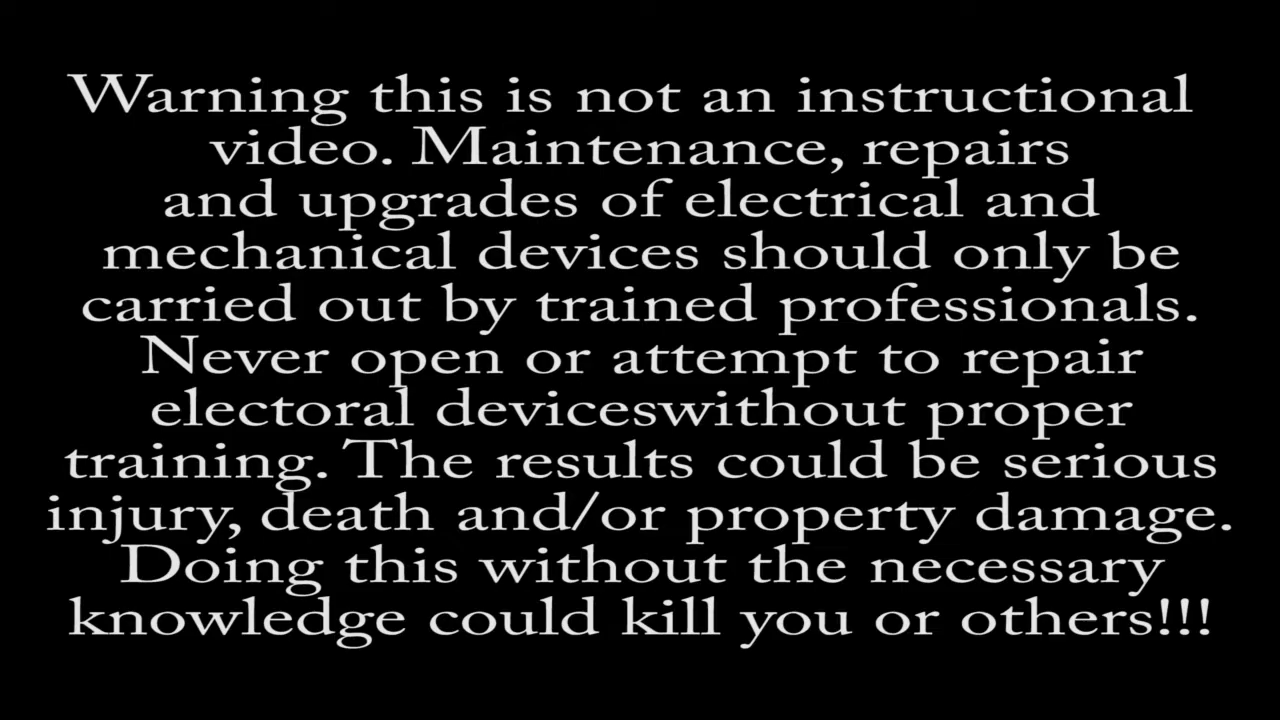 Warning this is not an instructional
video. Maintenance, repairs
and upgrades of electrical and
mechanical devices should only be
carried out by trained professionals.
Never open or attempt to repair
electoral deviceswithout proper
training. The results could be serious
injury, death and/or property damage.
Doing this without the necessary
knowledge could kill you or others!!!